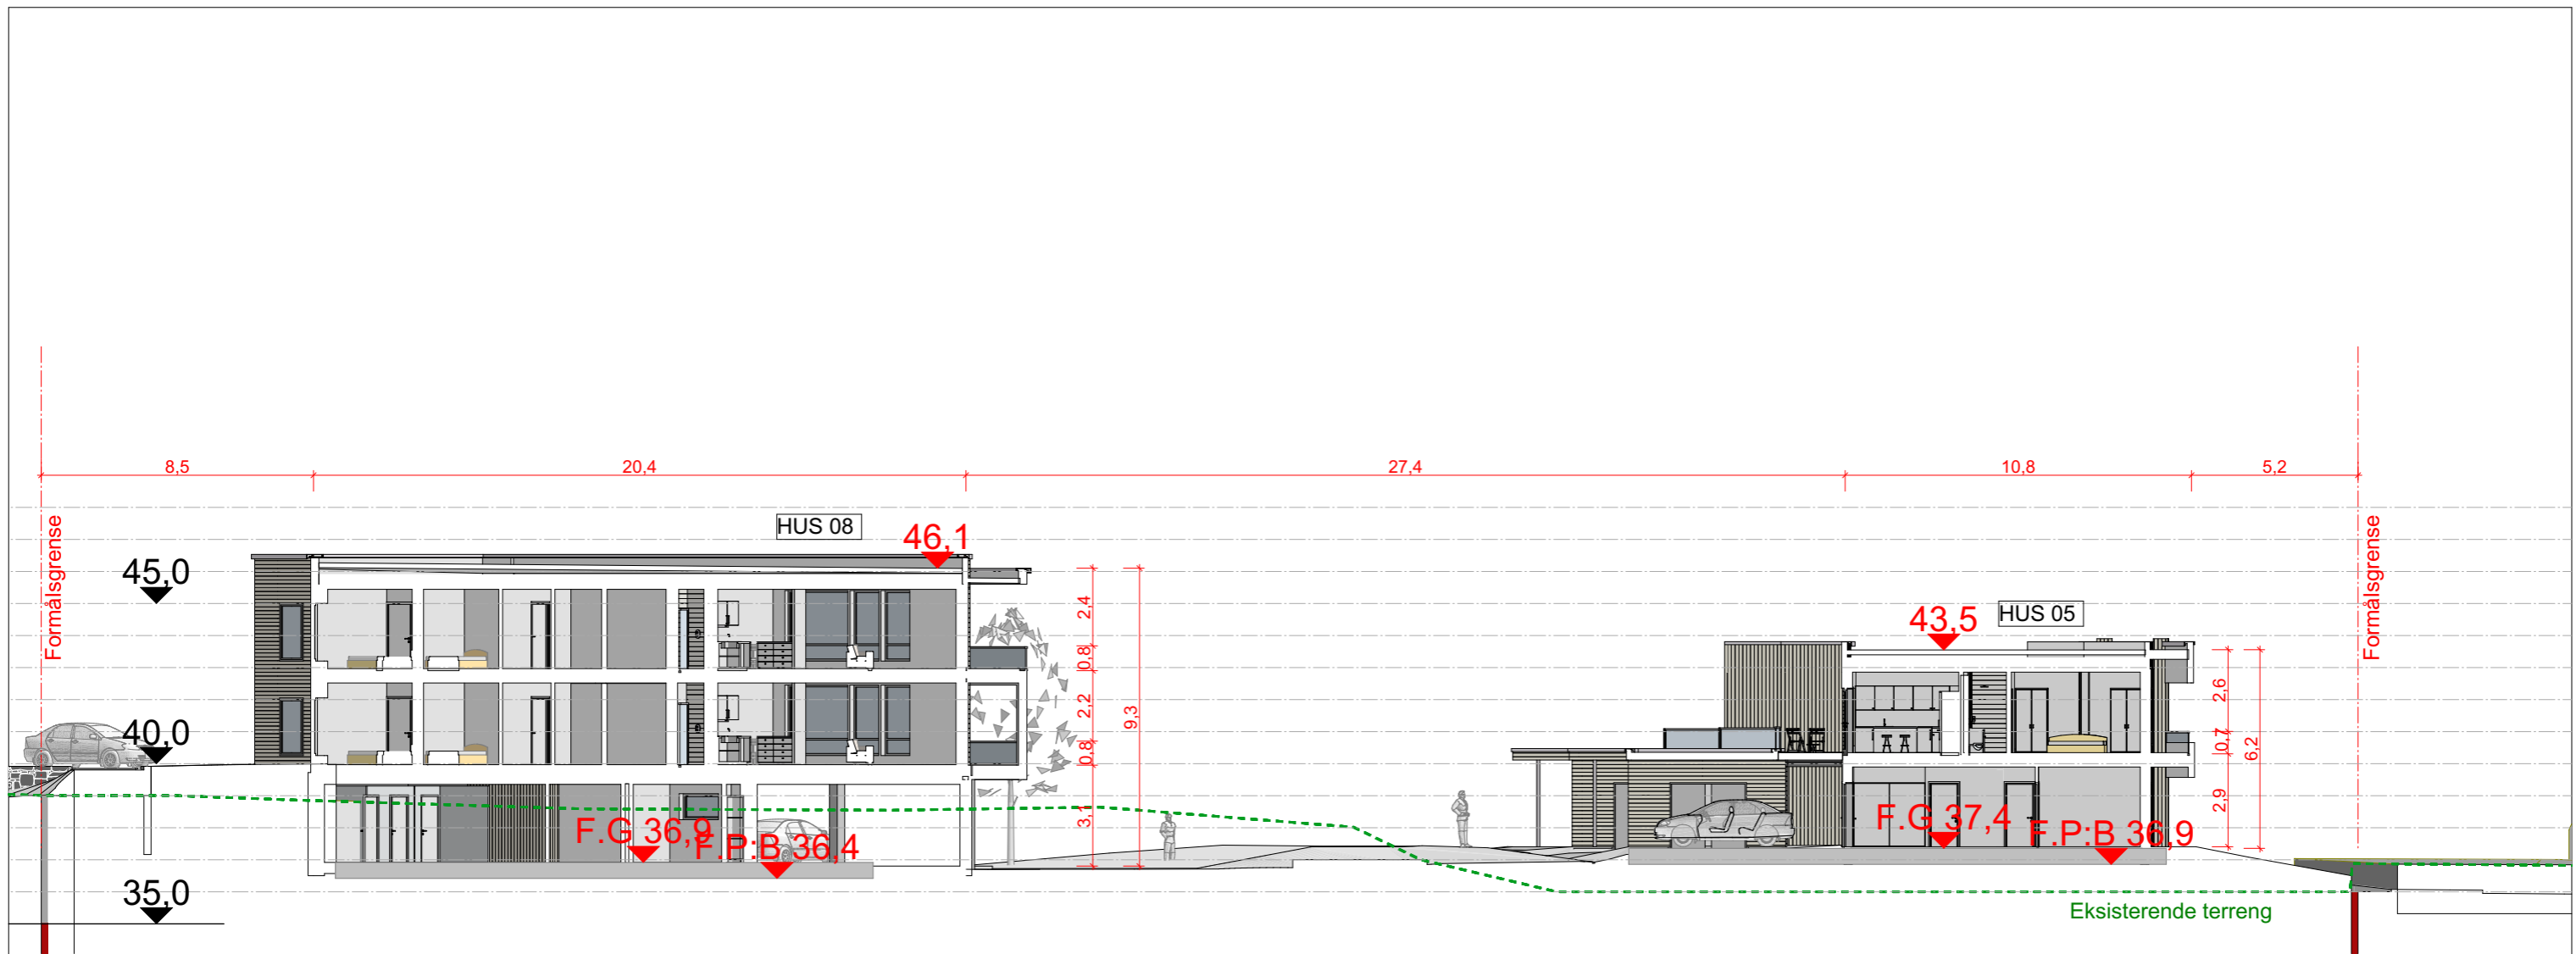 8,5
20,4
27,4
10,8
5,2
Formålsgrense
HUS 08
46,1
45,0
Formålsgrense
HUS 05
43,5
2,4
0,8
2,2
0,8
3,1
9,3
2,6
0,7
2,9
6,2
40,0
F.G 36,9
F.P:B 36,4
F.G 37,4
F.P:B 36,9
35,0
Eksisterende terreng